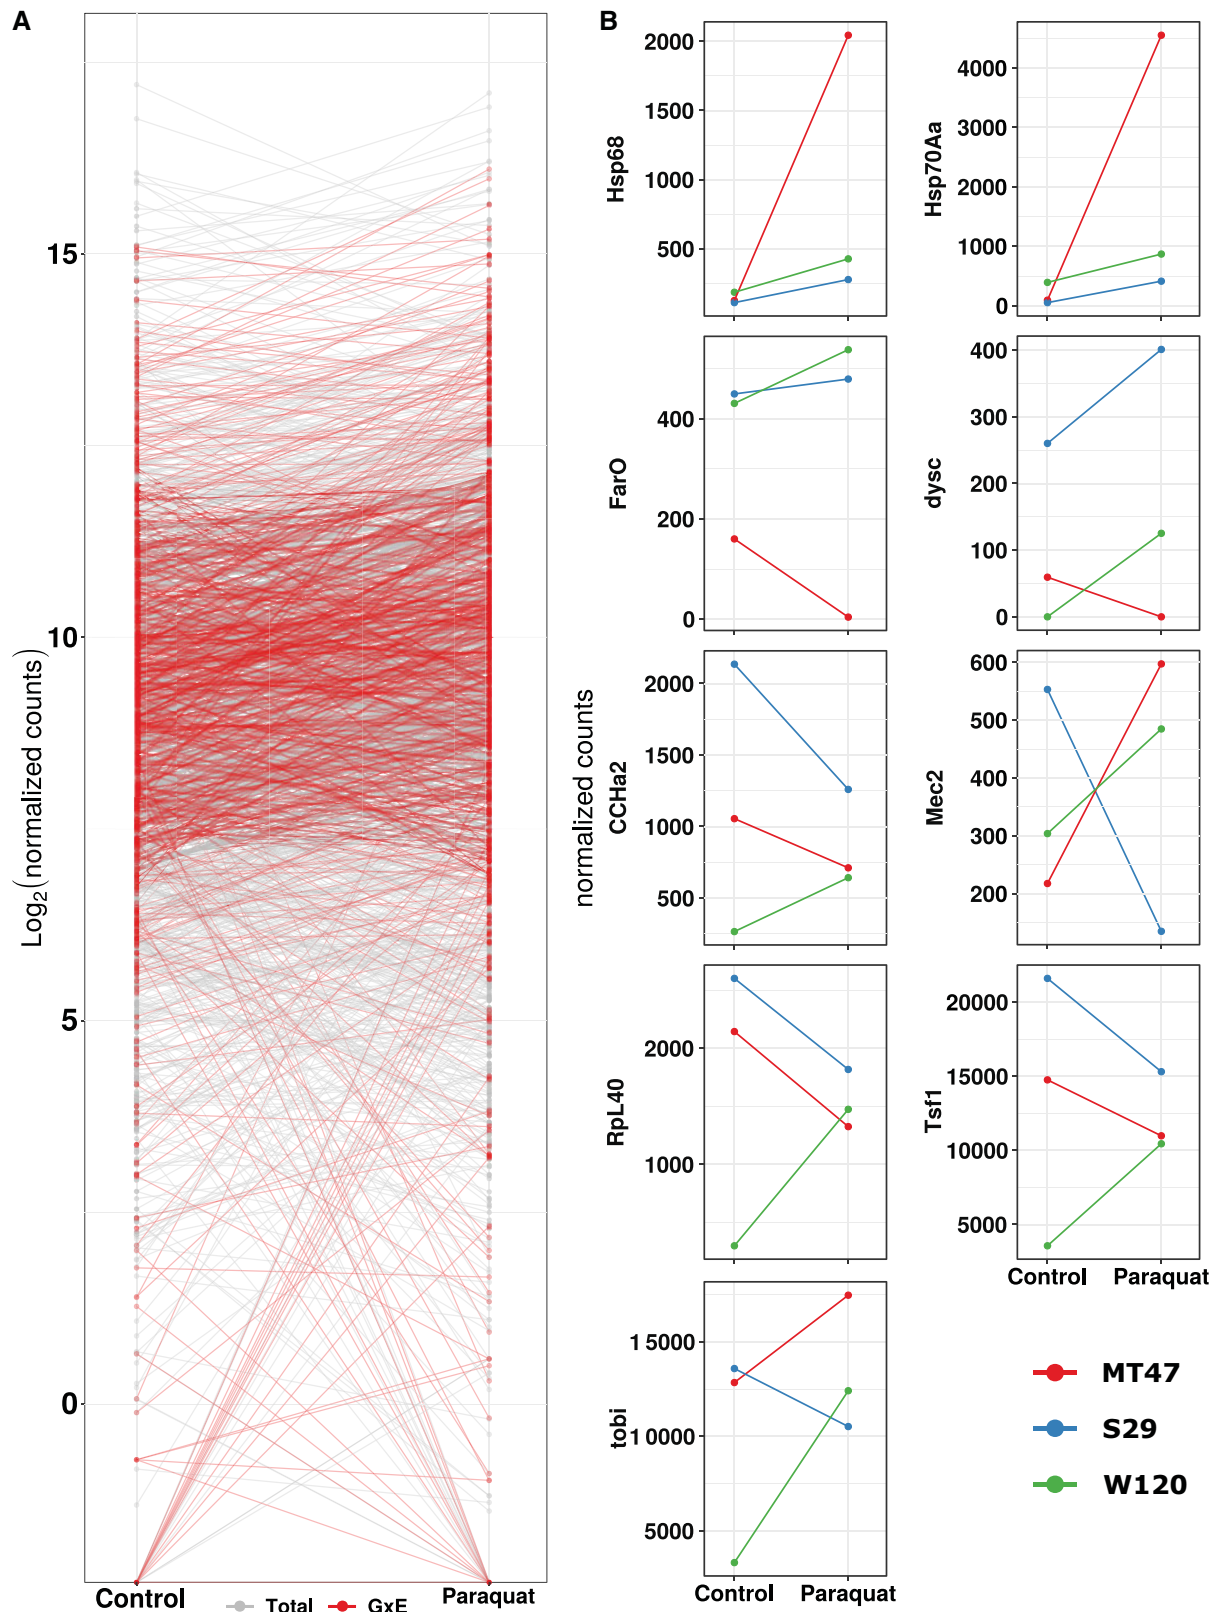 A
Log2(normalized counts)
15
10
5
0
Control
Paraquat
Total
GxE
B
normalized counts
Hsp68
2000
1500
1000
500
Hsp70Aa
4000
3000
2000
1000
0
FarO
400
200
0
dysc
400
300
200
100
0
CCHa2
2000
1500
1000
500
Mec2
600
500
400
300
200
RpL40
2000
1000
Tsf1
20000
15000
10000
5000
Control
Paraquat
tobi
15000
10000
5000
Control
Paraquat
MT47
S29
W120